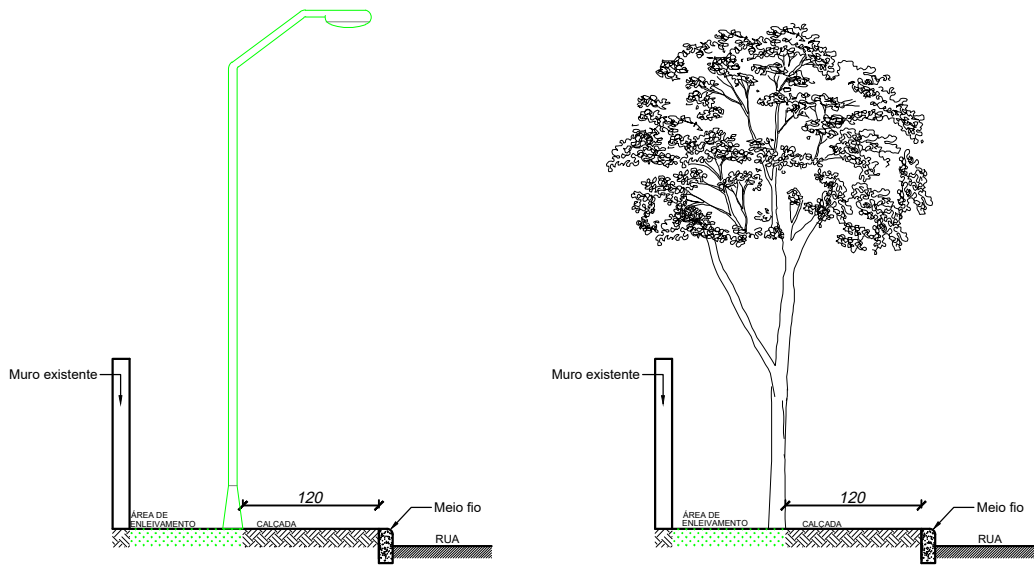 Muro existente
ÁREA DE
ENLEIVAMENTO
CALÇADA
120
Meio fio
RUA
Muro existente
ÁREA DE
ENLEIVAMENTO
CALÇADA
120
Meio fio
RUA